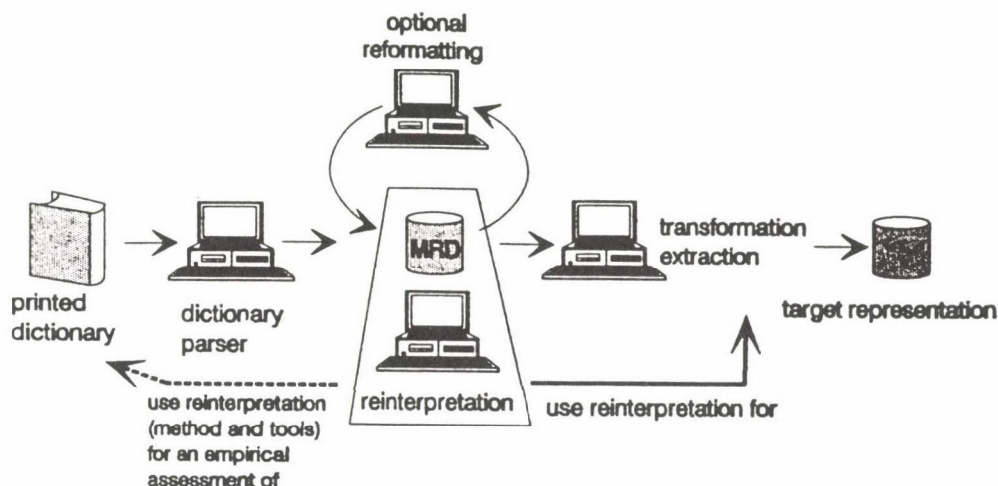 optional
reformatting
MRD
transformation
extraction
printed
dictionary
dictionary
parser
reinterpretation
target representation
use reinterpretation
(method and tools)
for an empirical
assessment of
use reinterpretation for